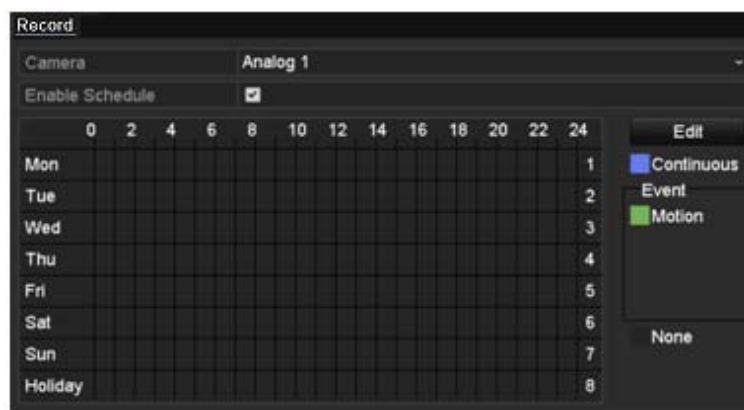 Record
Camera Analog 1
Enable Schedule
0 2 4 6 8 10 12 14 16 18 20 22 24 Edit
Mon 1 Continuous
Event
Tue 2
Motion
Wed 3
Thu 4
Fri 5
Sat 6
None
Sun 7
Holiday 8